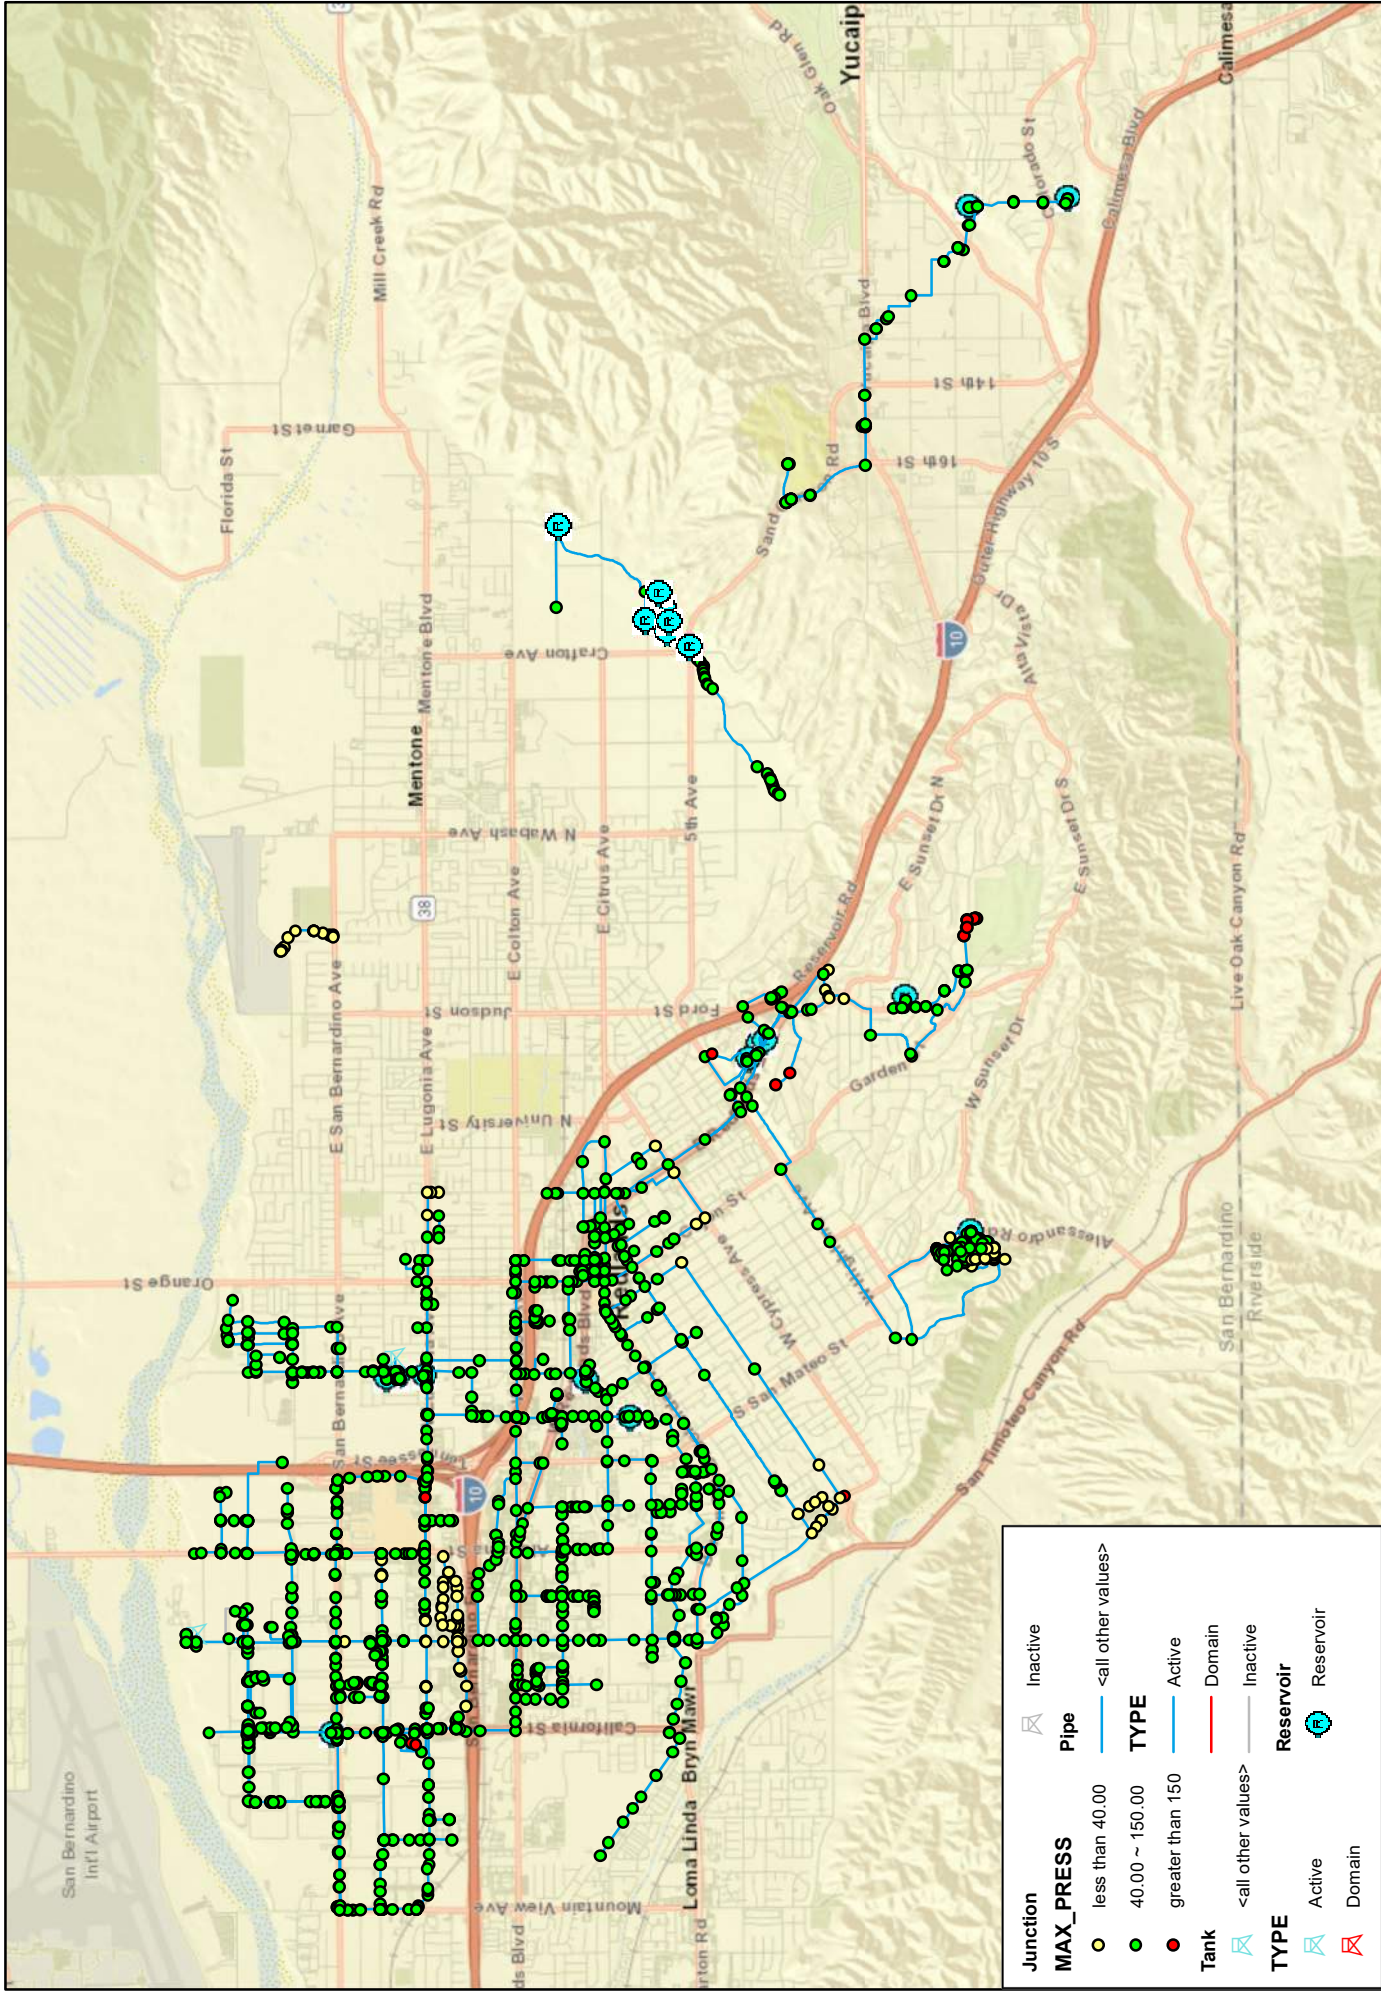 San Bernardino
Int'l Airport
Mill Creek Rd
Garnet St
Florida St
Oak Glen Rd
Yucaip
Calimesa
Calimesa Blvd
Colorado St
14th St
16th St
Outer Highway 10 S
Alta Vista Dr
10
Crafton Ave
Mentone Blvd
Mentone
38
N Wabash Ave
5th Ave
E Citrus Ave
E Colton Ave
E San Bernardino Ave
Judson St
E Lugonia Ave
N University St
Ford St
Reservoir Rd
E Sunset Dr N
E Sunset Dr S
W Sunset Dr
Garden
Live Oak Canyon Rd
San Bernardino
Riverside
Alessandro Rd
San Timoteo Canyon Rd
Orange St
W Cypress Ave
S San Mateo St
10
California St
Bryn Mawr
Loma Linda
Mountain View Ave
Junction
MAX_PRESS
less than 40.00
40.00 ~ 150.00
greater than 150
Tank
<all other values>
TYPE
Active
Domain
Inactive
Pipe
<all other values>
TYPE
Active
Domain
Inactive
Reservoir
R
Reservoir